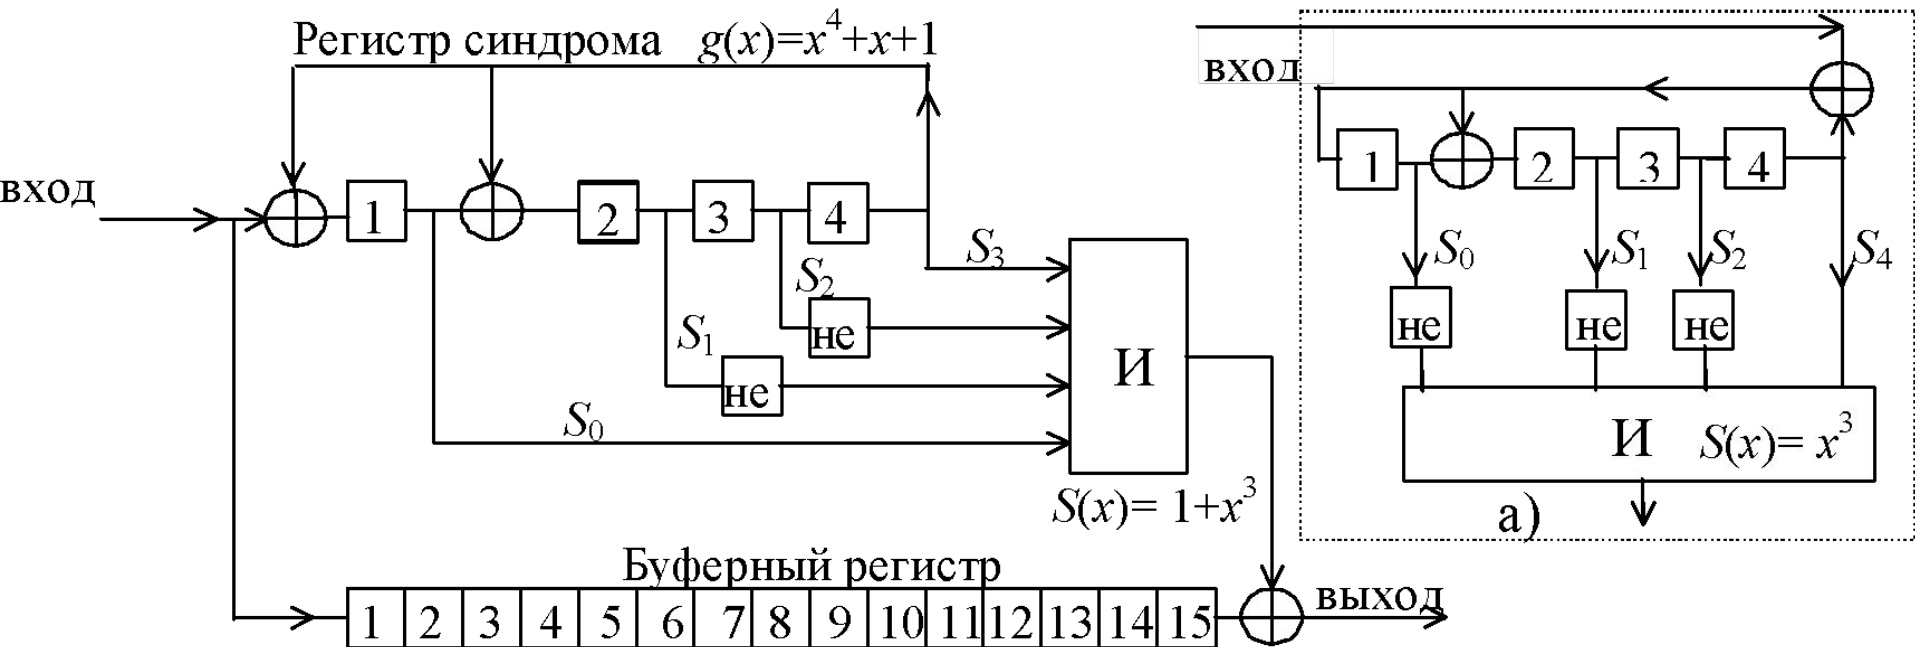 Регистр синдрома g(x)=x⁴+x+1
вход
1
2
3
4
S₃
S₂
не
S₁
не
S₀
И
S(x)= 1+x³
Буферный регистр
1 2 3 4 5 6 7 8 9 10 11 12 13 14 15
выход
вход
1
2
3
4
S₀ S₁ S₂ S₄
не не не
И S(x)= x³
а)